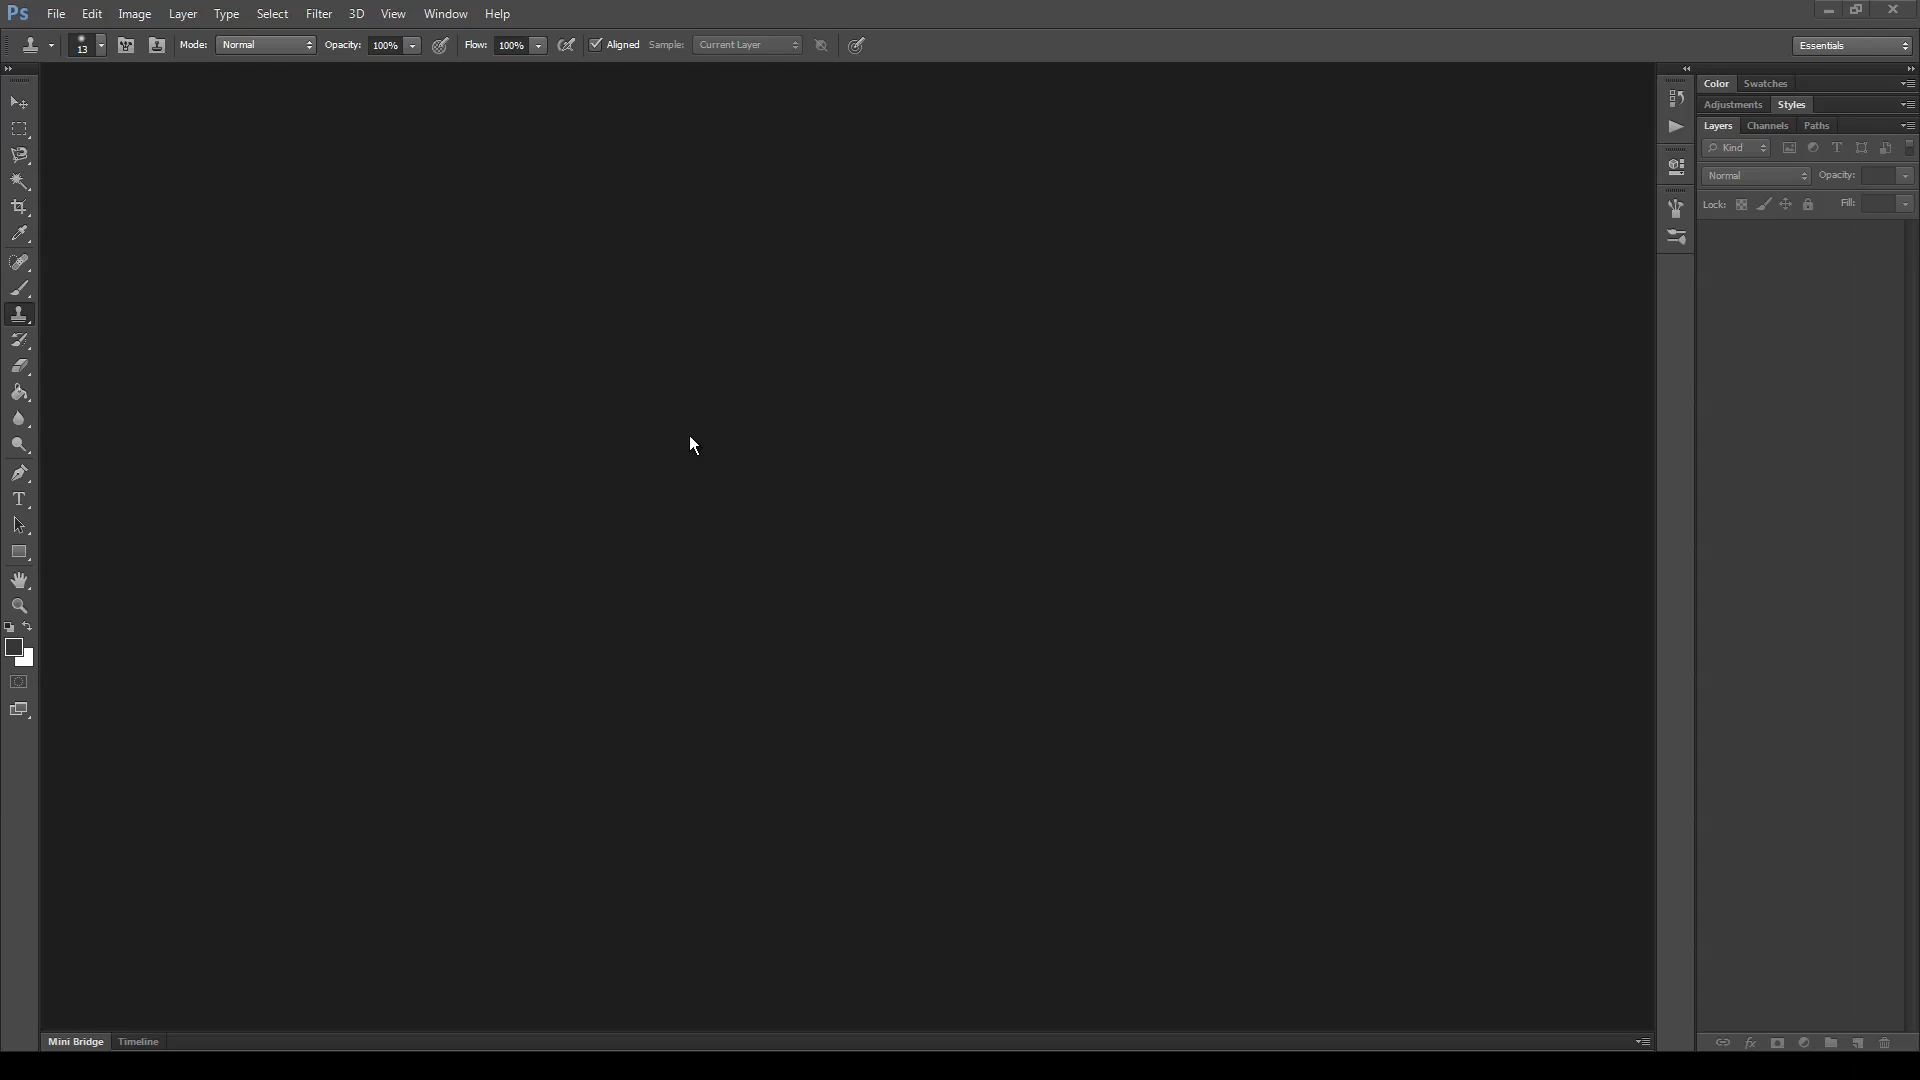 Ps File Edit Image Layer Type Select Filter 3D View Window Help
13 Mode: Normal Opacity: 100% Flow: 100% Aligned Sample: Current Layer Essentials
Color Swatches
Adjustments Styles
Layers Channels Paths
Kind T
Normal Opacity:
Lock: Fill:
T
Mini Bridge Timeline fx